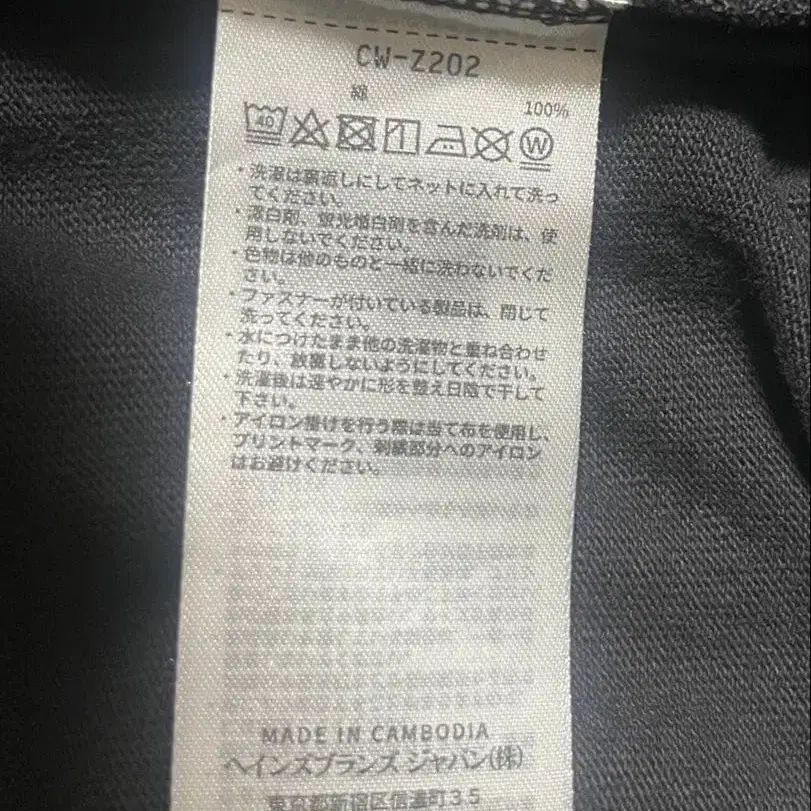 CW-Z202
綿 100%
40 W
・洗濯は裏返しにしてネットに入れて洗っ
てください。
・漂白剤、蛍光増白剤を含んだ洗剤は、使
用しないでください。
・色物は他のものと一緒に洗わないでくだ
さい。
・ファスナーが付いている製品は、閉じて
洗ってください。
・水につけたまま他の洗濯物と重ね合わせ
たり、放置しないようにしてください。
・洗濯後は速やかに形を整え日陰で干して
下さい。
・アイロン掛けを行う際は当て布を使用し、
プリントマーク、刺繍部分へのアイロン
はお避けください。
MADE IN CAMBODIA
ヘインズブランズ ジャパン(株)
東京都新宿区信濃町3.5